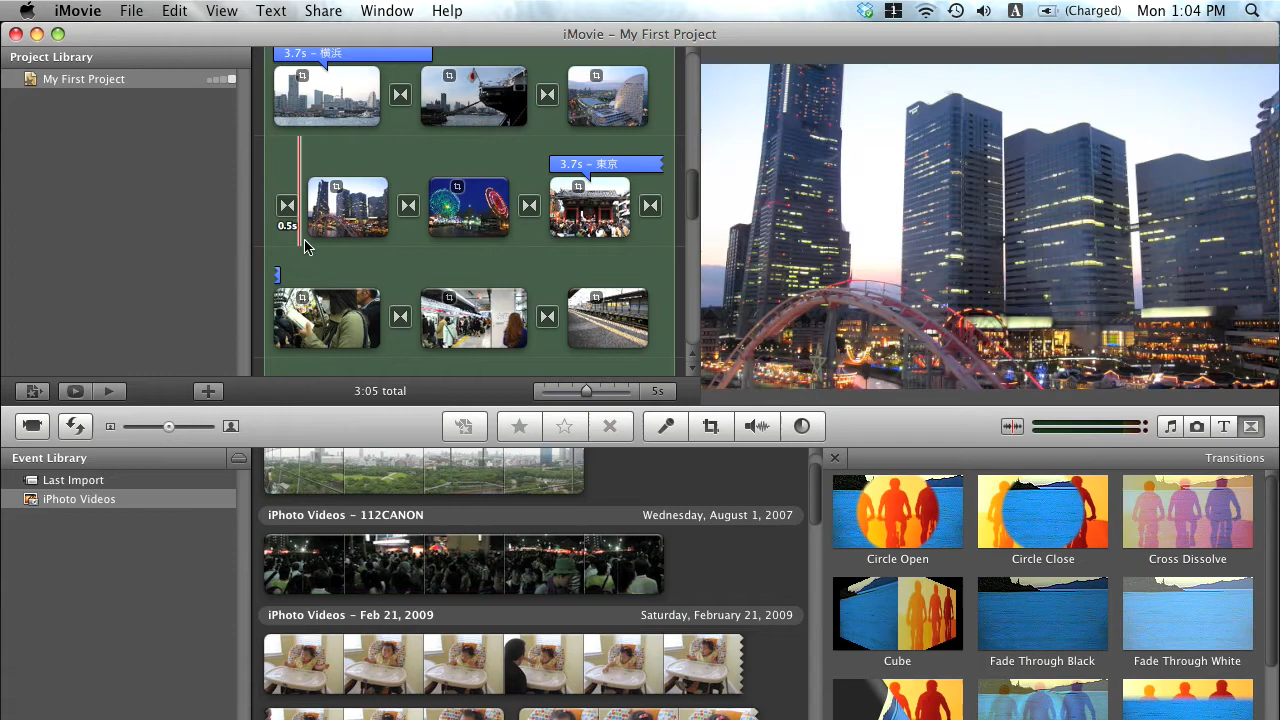 iMovie File Edit View Text Share Window Help 1 A (Charged) Mon 1:04 PM
iMovie – My First Project
Project Library
My First Project
3.7s – 横浜
3.7s – 東京
0.5s
3:05 total
5s
T
Event Library
Last Import
iPhoto Videos
iPhoto Videos – 112CANON Wednesday, August 1, 2007
iPhoto Videos – Feb 21, 2009 Saturday, February 21, 2009
Transitions
Circle Open Circle Close Cross Dissolve
Cube Fade Through Black Fade Through White